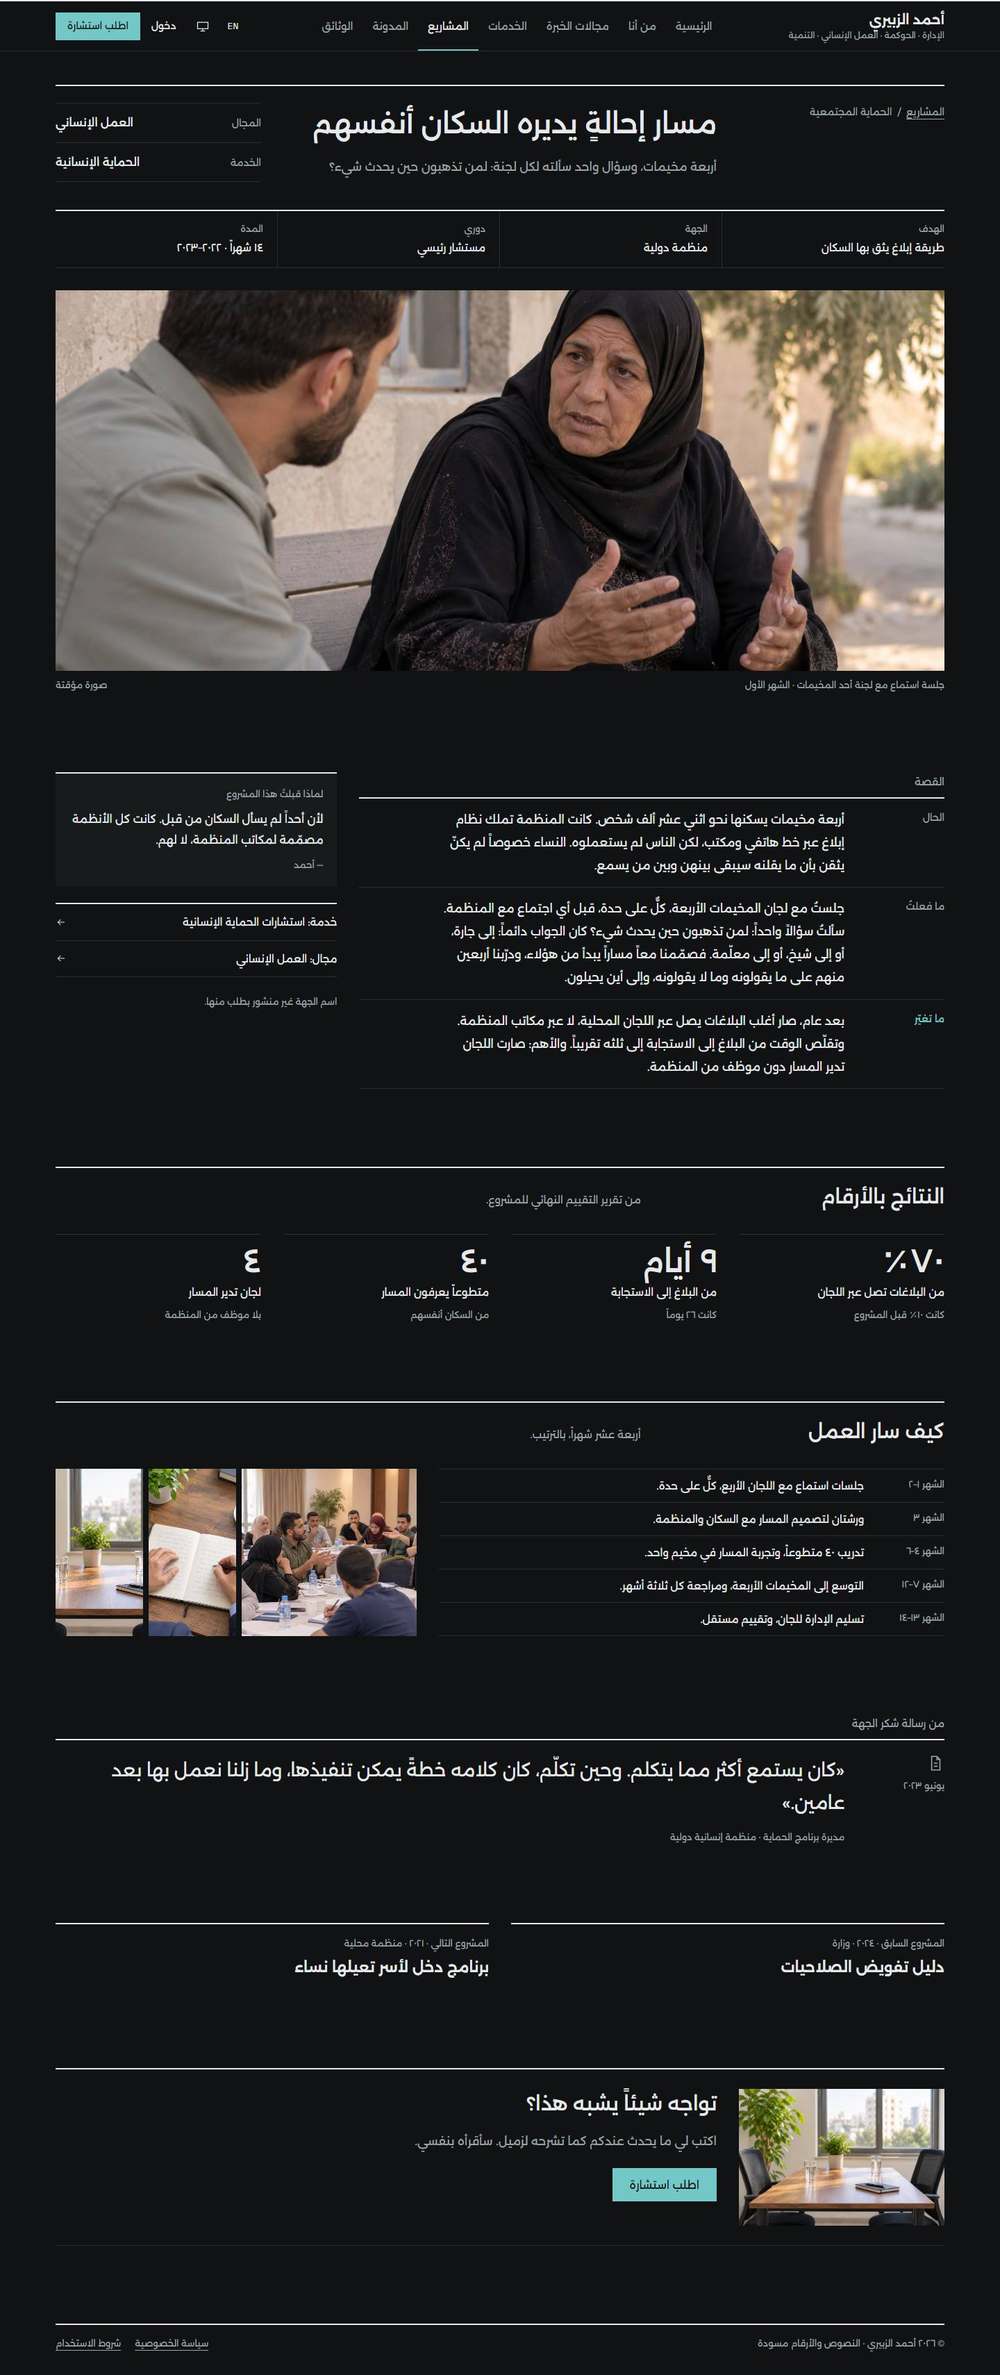 أحمد الزبيري
الإدارة · الحوكمة · العمل الإنساني · التنمية
الرئيسية
من أنا
مجالات الخبرة
الخدمات
المشاريع
المدونة
الوثائق
EN
دخول
اطلب استشارة
المشاريع / الحماية المجتمعية
مسار إحالةٍ يديره السكان أنفسهم
أربعة مخيمات، وسؤال واحد سألته لكل لجنة: لمن تذهبون حين يحدث شيء؟
المجال
العمل الإنساني
الخدمة
الحماية الإنسانية
الهدف
طريقة إبلاغ يثق بها السكان
الجهة
منظمة دولية
دوري
مستشار رئيسي
المدة
١٤ شهراً · ٢٠٢٢–٢٠٢٣
جلسة استماع مع لجنة أحد المخيمات · الشهر الأول
صورة مؤقتة
القصة
الحال
أربعة مخيمات يسكنها نحو اثني عشر ألف شخص. كانت المنظمة تملك نظام
إبلاغ عبر خط هاتفي ومكتب، لكن الناس لم يستعملوه. النساء خصوصاً لم يكنّ
يثقن بأن ما يقلنه سيبقى بينهن وبين من يسمع.
ما فعلتُ
جلستُ مع لجان المخيمات الأربعة، كلٌّ على حدة، قبل أي اجتماع مع المنظمة.
سألتُ سؤالاً واحداً: لمن تذهبون حين يحدث شيء؟ كان الجواب دائماً: إلى جارة،
أو إلى شيخ، أو إلى معلّمة. فصمّمنا معاً مساراً يبدأ من هؤلاء، ودرّبنا أربعين
منهم على ما يقولونه وما لا يقولونه، وإلى أين يحيلون.
ما تغيّر
بعد عام، صار أغلب البلاغات يصل عبر اللجان المحلية، لا عبر مكاتب المنظمة.
وتقلّص الوقت من البلاغ إلى الاستجابة إلى ثلثه تقريباً. والأهم: صارت اللجان
تدير المسار دون موظف من المنظمة.
لماذا قبلتُ هذا المشروع
لأن أحداً لم يسأل السكان من قبل. كانت كل الأنظمة
مصمّمة لمكاتب المنظمة، لا لهم.
— أحمد
خدمة: استشارات الحماية الإنسانية ←
مجال: العمل الإنساني ←
اسم الجهة غير منشور بطلب منها.
النتائج بالأرقام
من تقرير التقييم النهائي للمشروع.
٧٠٪
من البلاغات تصل عبر اللجان
كانت ١٠٪ قبل المشروع
٩ أيام
من البلاغ إلى الاستجابة
كانت ٢٦ يوماً
٤٠
متطوعاً يعرفون المسار
من السكان أنفسهم
٤
لجان تدير المسار
بلا موظف من المنظمة
كيف سار العمل
أربعة عشر شهراً، بالترتيب.
الشهر ١–٢
جلسات استماع مع اللجان الأربع، كلٌّ على حدة.
الشهر ٣
ورشتان لتصميم المسار مع السكان والمنظمة.
الشهر ٤–٦
تدريب ٤٠ متطوعاً، وتجربة المسار في مخيم واحد.
الشهر ٧–١٢
التوسع إلى المخيمات الأربعة، ومراجعة كل ثلاثة أشهر.
الشهر ١٣–١٤
تسليم الإدارة للجان، وتقييم مستقل.
من رسالة شكر الجهة
يونيو ٢٠٢٣
«كان يستمع أكثر مما يتكلم. وحين تكلّم، كان كلامه خطةً يمكن تنفيذها، وما زلنا نعمل بها بعد
عامين.»
مديرة برنامج الحماية · منظمة إنسانية دولية
المشروع السابق · ٢٠٢٤ · وزارة
دليل تفويض الصلاحيات
المشروع التالي · ٢٠٢١ · منظمة محلية
برنامج دخل لأسر تعيلها نساء
تواجه شيئاً يشبه هذا؟
اكتب لي ما يحدث عندكم كما تشرحه لزميل. سأقرأه بنفسي.
اطلب استشارة
© ٢٠٢٦ أحمد الزبيري · النصوص والأرقام مسودة
سياسة الخصوصية
شروط الاستخدام